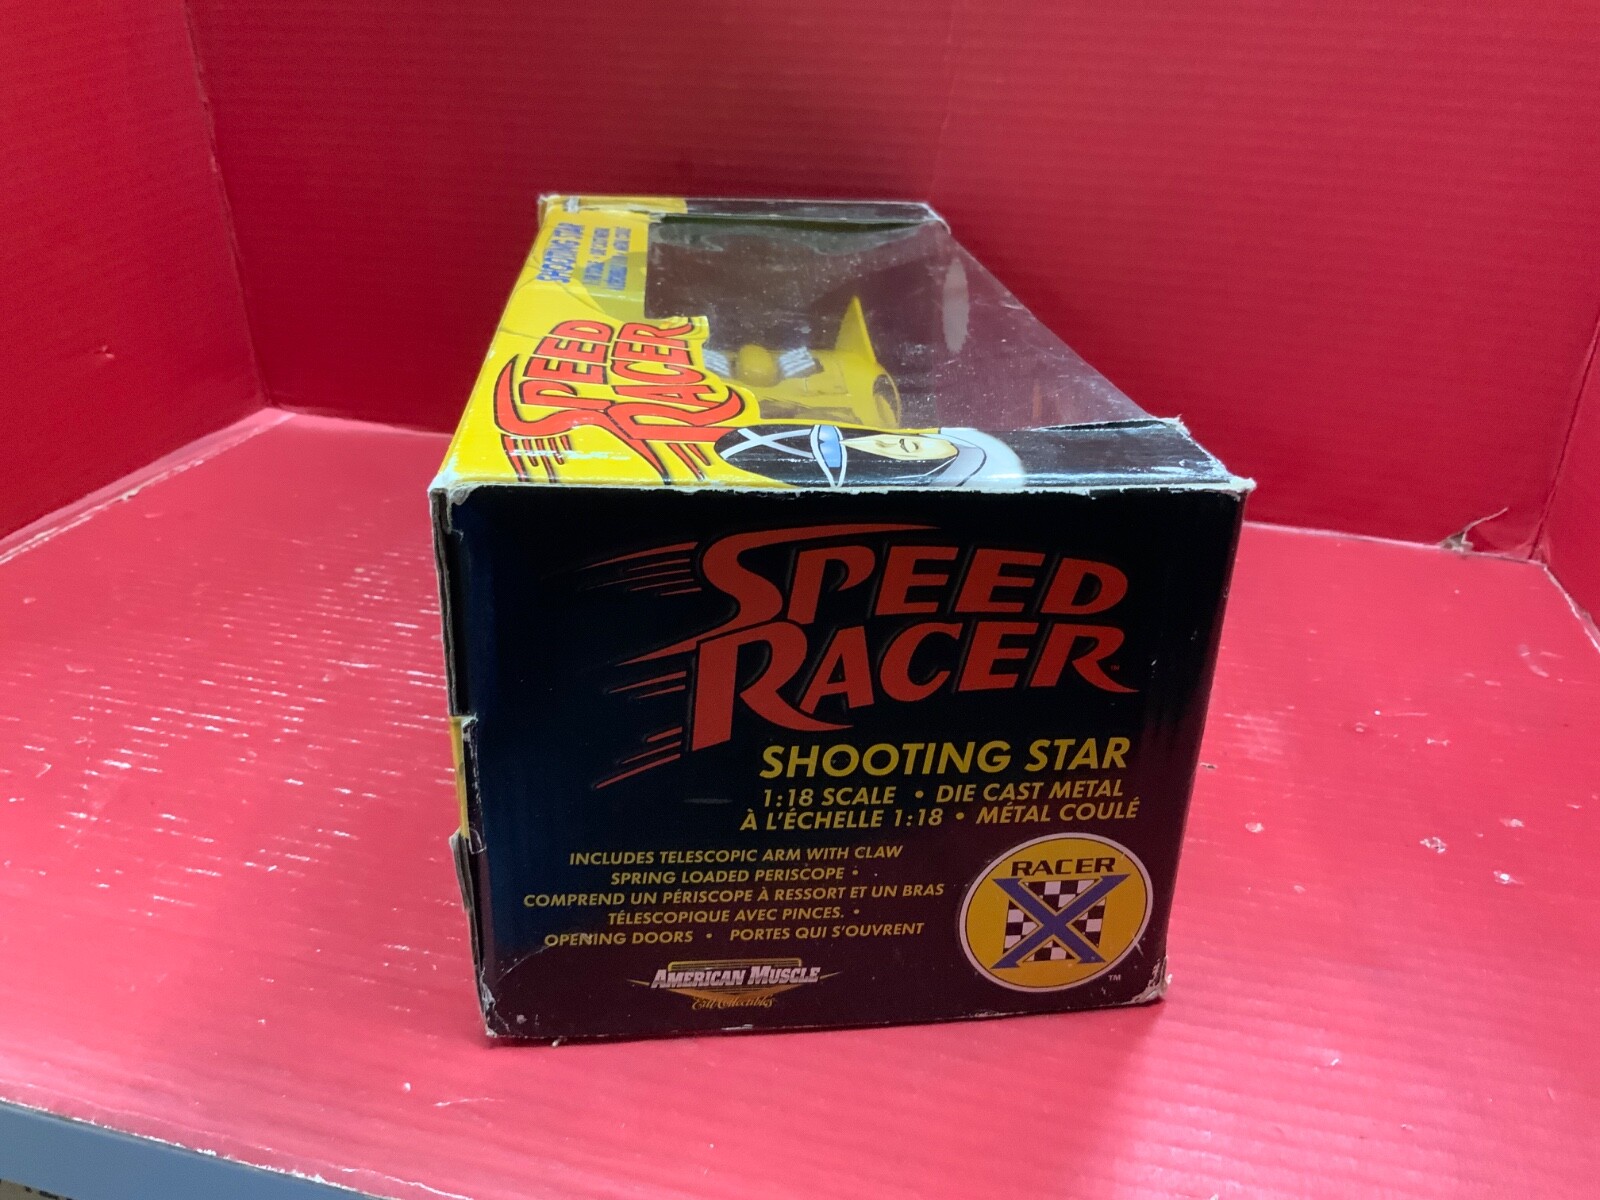 SHOOTING STAR
SPEED
RACER
SPEED
RACER
TM
SHOOTING STAR
1:18 SCALE • DIE CAST METAL
À L'ÉCHELLE 1:18 • MÉTAL COULÉ
INCLUDES TELESCOPIC ARM WITH CLAW
SPRING LOADED PERISCOPE •
COMPREND UN PÉRISCOPE À RESSORT ET UN BRAS
TÉLESCOPIQUE AVEC PINCES. •
OPENING DOORS • PORTES QUI S'OUVRENT
RACER
X
TM
AMERICAN MUSCLE
Ertl Collectibles